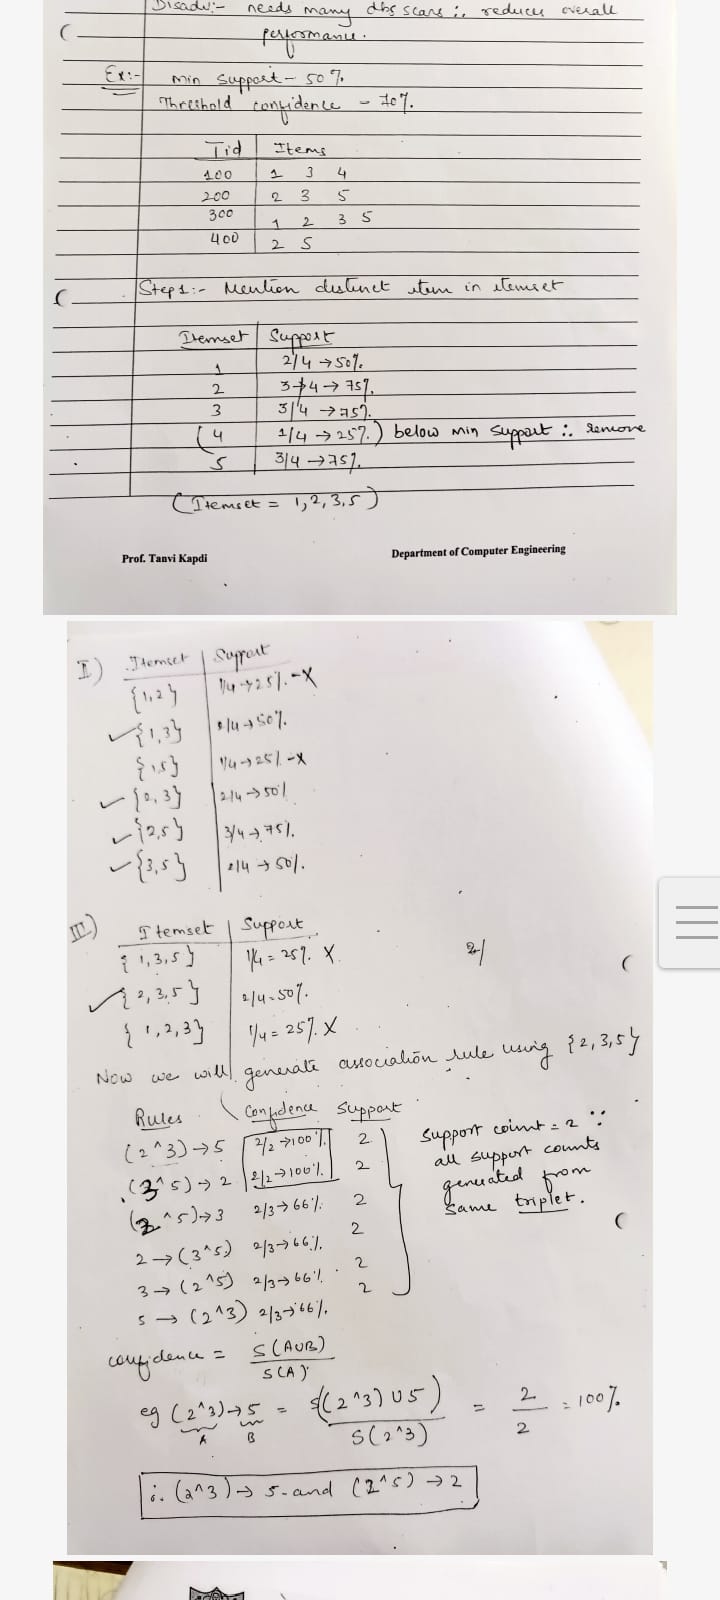 Disadv:- needs many dbs scans ∴ reduces overall
performance.
Ex:- min support - 50%
Threshold confidence - 70%.
Tid Items
100 1 3 4
200 2 3 5
300 1 2 3 5
400 2 5
Step 1:- Mention distinct item in itemset
Itemset Support
1 2/4 → 50%.
2 3/4 → 75%.
3 3/4 → 75%.
(4 1/4 → 25%.) below min support ∴ remove
5 3/4 → 75%.
(Itemset = 1,2,3,5)
Prof. Tanvi Kapdi Department of Computer Engineering
II) Itemset Support
{1,2} 1/4 → 25%. - X
✓ {1,3} 2/4 → 50%.
{1,5} 1/4 → 25% - X
✓ {2,3} 2/4 → 50%
✓ {2,5} 3/4 → 75%.
✓ {3,5} 2/4 → 50%.
III) Itemset Support
{1,3,5} 1/4 = 25%. X
✓ {2,3,5} 2/4 = 50%.
{1,2,3} 1/4 = 25% X
Now we will generate association rule using {2,3,5}
Rules Confidence Support
(2^3) → 5 2/2 → 100%. 2
(3^5) → 2 2/2 → 100%. 2
(2^5) → 3 2/3 → 66%. 2
2 → (3^5) 2/3 → 66%. 2
3 → (2^5) 2/3 → 66%. 2
5 → (2^3) 2/3 → 66%. 2
Support count = 2 ∵
all support counts
generated from
same triplet.
confidence = S(AUB)
S(A)
eg (2^3) → 5 = S((2^3) U 5) = 2 = 100%
A B S(2^3) 2
∴ (2^3) → 5 - and (2^5) → 2